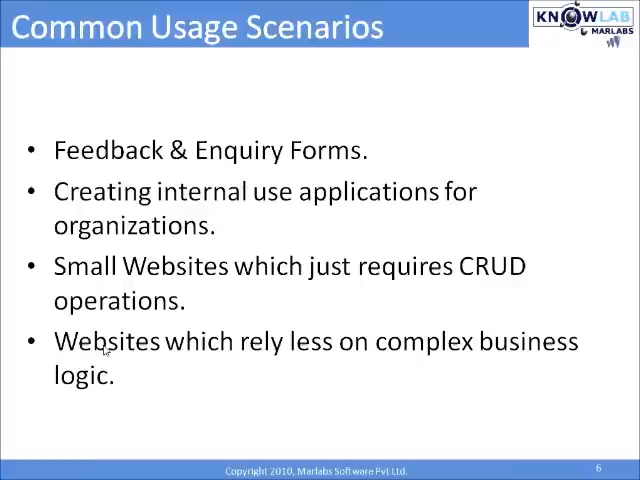 Common Usage Scenarios
KNOWLAB
MARLABS
• Feedback & Enquiry Forms.
• Creating internal use applications for
organizations.
• Small Websites which just requires CRUD
operations.
• Websites which rely less on complex business
logic.
Copyright 2010, Marlabs Software Pvt Ltd.
6